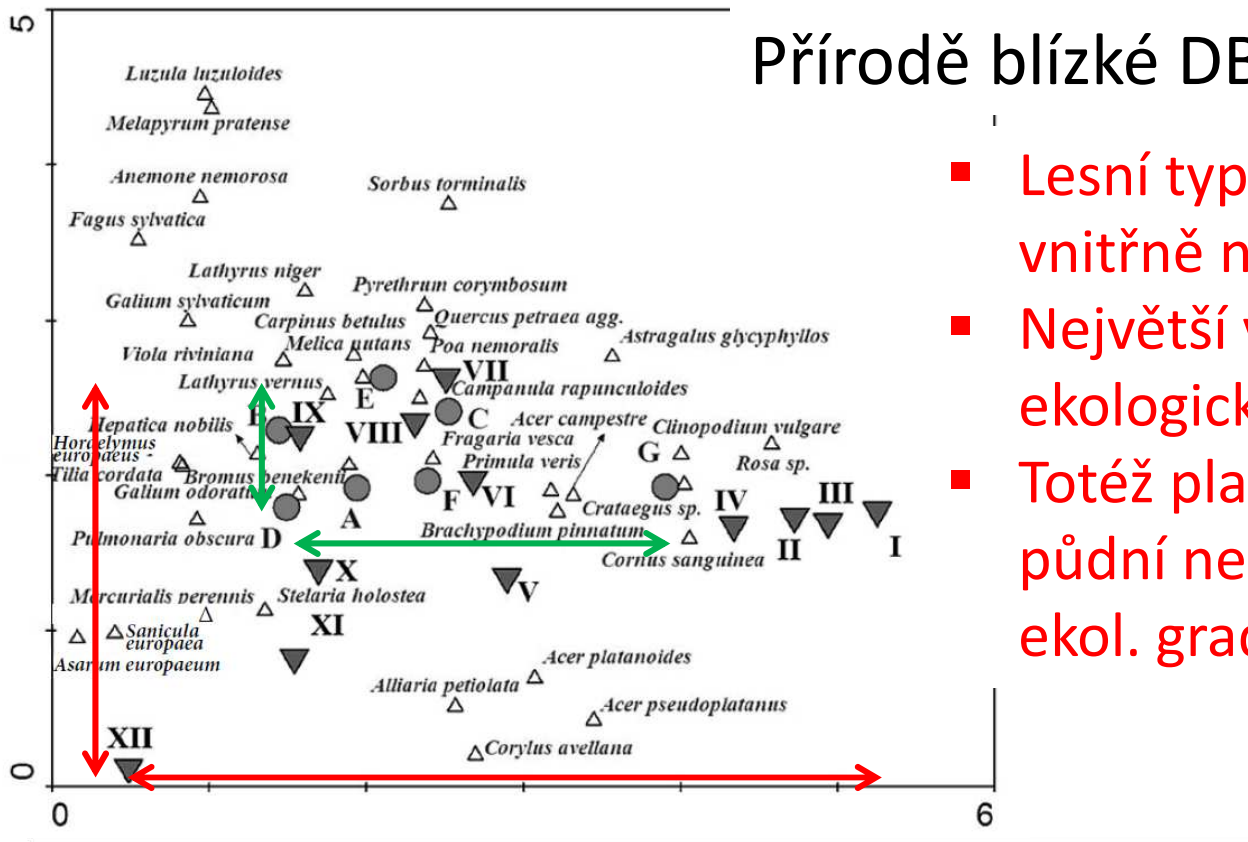 5
Přírodě blízké DB
Luzula luzuloides
Melapyrum pratense
Anemone nemorosa
Sorbus torminalis
Fagus sylvatica
Lathyrus niger
Pyrethrum corymbosum
Galium sylvaticum
Carpinus betulus
Quercus petraea agg.
Astragalus glycyphyllos
Viola riviniana
Melica nutans
Poa nemoralis
VII
Lathyrus vernus
E
Campanula rapunculoides
B
IX
VIII
C
Acer campestre
Clinopodium vulgare
Hepatica nobilis
Hordelymus
europaeus -
Fragaria vesca
G
Rosa sp.
Tilia cordata
Bromus benekenii
Primula veris
Galium odoratum
F
VI
Crataegus sp.
IV
III
A
Pulmonaria obscura
D
Brachypodium pinnatum
II
I
Cornus sanguinea
X
V
Mercurialis perennis
Stelaria holostea
XI
Sanicula
europaea
Asarum europaeum
Acer platanoides
Alliaria petiolata
Acer pseudoplatanus
XII
Corylus avellana
0
0
6
▪ Lesní typ
vnitřně n
▪ Největší v
ekologick
▪ Totéž pla
půdní ne
ekol. grad